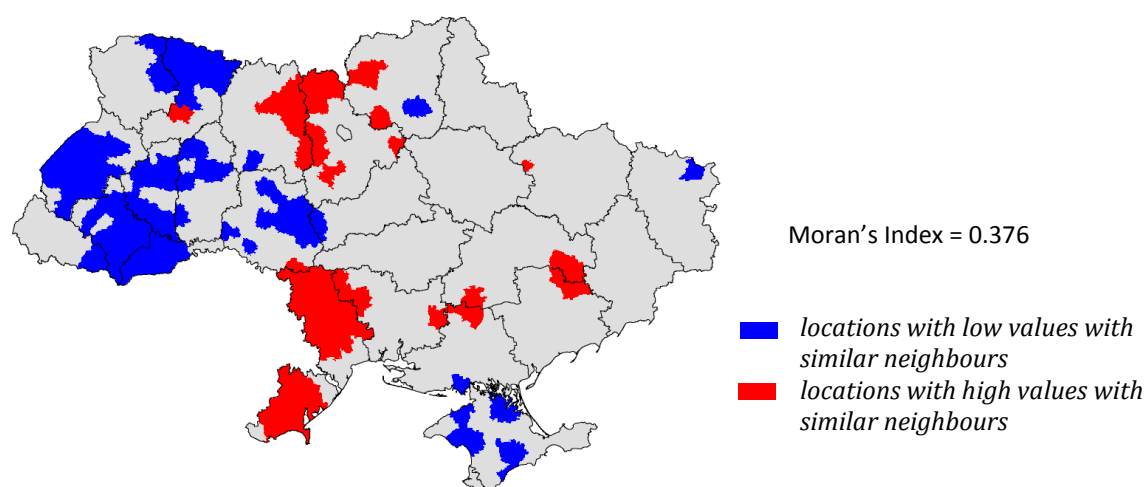 Moran’s Index = 0.376
locations with low values with
similar neighbours
locations with high values with
similar neighbours